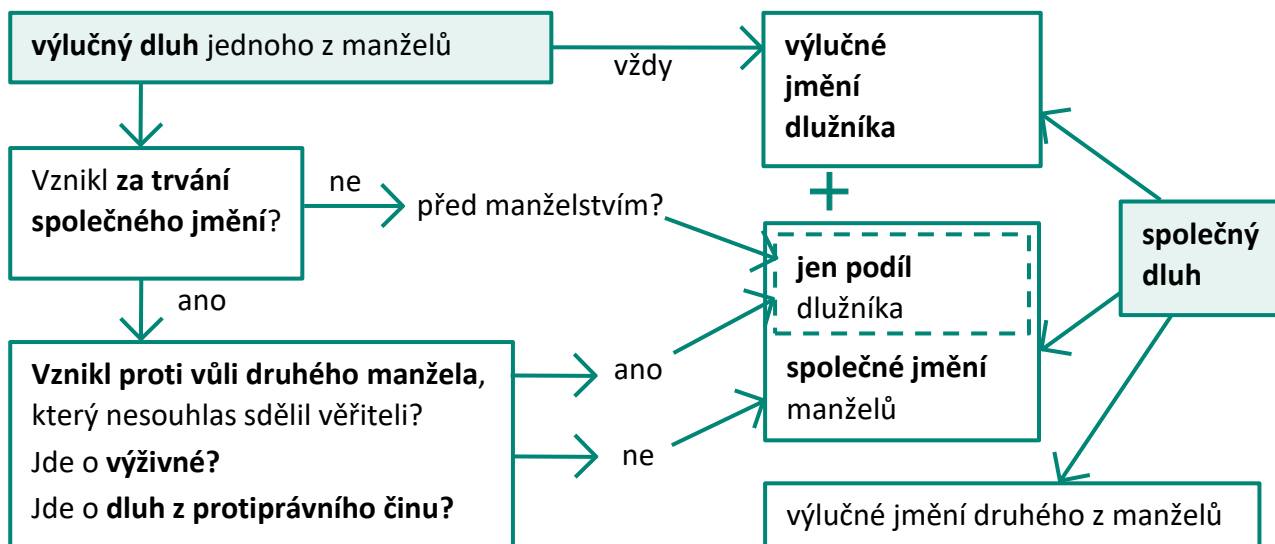 výlučný dluh jednoho z manželů
vždy
výlučné
jmění
dlužníka
Vznikl za trvání
společného jmění?
ne
před manželstvím?
+
jen podíl
dlužníka
společné jmění
manželů
společný
dluh
ano
Vznikl proti vůli druhého manžela,
který nesouhlas sdělil věřiteli?
Jde o výživné?
Jde o dluh z protiprávního činu?
ano
ne
výlučné jmění druhého z manželů